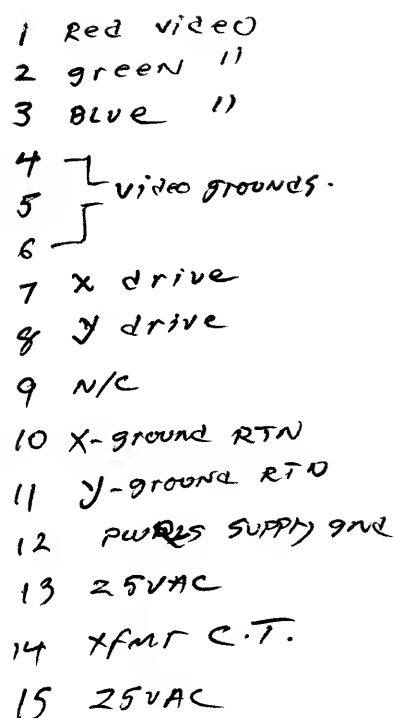 1 Red video
2 green "
3 BLUE "
4
5 video grounds.
6
7 X drive
8 y drive
9 N/C
10 X-ground RTN
11 y-ground RTN
12 supply gnd
13 25VAC
14 xfmr C.T.
15 25VAC